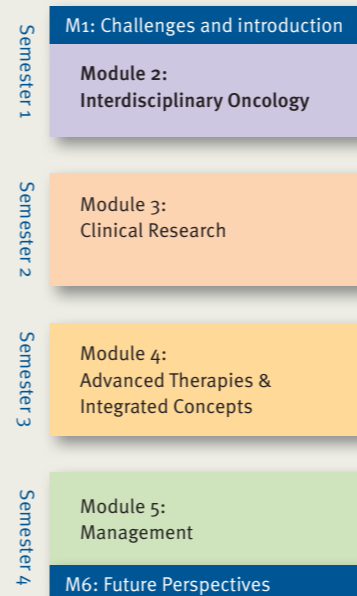 Semester 1
M1: Challenges and introduction
Module 2:
Interdisciplinary Oncology
Semester 2
Module 3:
Clinical Research
Semester 3
Module 4:
Advanced Therapies &
Integrated Concepts
Semester 4
Module 5:
Management
M6: Future Perspectives